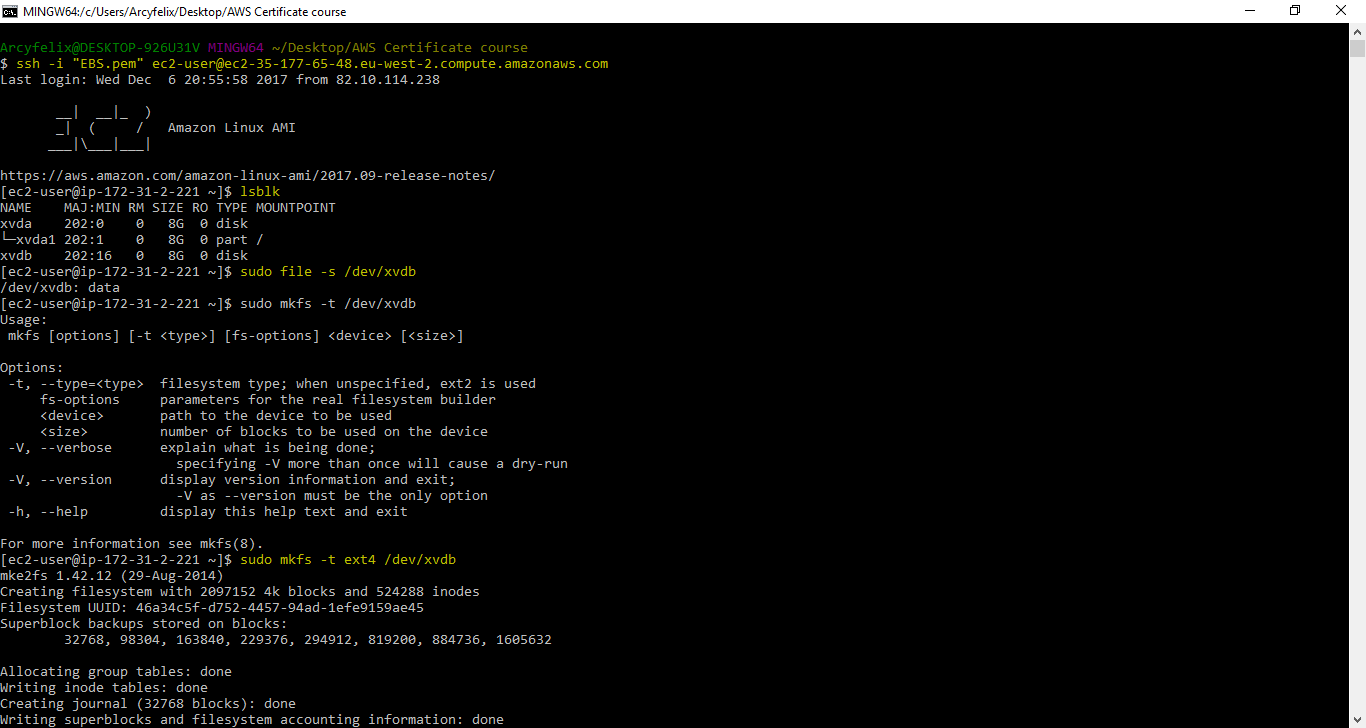 MINGW64:/c/Users/Arcyfelix/Desktop/AWS Certificate course
Arcyfelix@DESKTOP-926U31V MINGW64 ~/Desktop/AWS Certificate course
$ ssh -i "EBS.pem" ec2-user@ec2-35-177-65-48.eu-west-2.compute.amazonaws.com
Last login: Wed Dec  6 20:55:58 2017 from 82.10.114.238

       __|  __|_  )
       _|  (     /   Amazon Linux AMI
      ___|\___|___|

https://aws.amazon.com/amazon-linux-ami/2017.09-release-notes/
[ec2-user@ip-172-31-2-221 ~]$ lsblk
NAME    MAJ:MIN RM SIZE RO TYPE MOUNTPOINT
xvda    202:0    0   8G  0 disk
└─xvda1 202:1    0   8G  0 part /
xvdb    202:16   0   8G  0 disk
[ec2-user@ip-172-31-2-221 ~]$ sudo file -s /dev/xvdb
/dev/xvdb: data
[ec2-user@ip-172-31-2-221 ~]$ sudo mkfs -t /dev/xvdb
Usage:
 mkfs [options] [-t <type>] [fs-options] <device> [<size>]

Options:
 -t, --type=<type>  filesystem type; when unspecified, ext2 is used
     fs-options     parameters for the real filesystem builder
     <device>       path to the device to be used
     <size>         number of blocks to be used on the device
 -V, --verbose      explain what is being done;
                      specifying -V more than once will cause a dry-run
 -V, --version      display version information and exit;
                      -V as --version must be the only option
 -h, --help         display this help text and exit

For more information see mkfs(8).
[ec2-user@ip-172-31-2-221 ~]$ sudo mkfs -t ext4 /dev/xvdb
mke2fs 1.42.12 (29-Aug-2014)
Creating filesystem with 2097152 4k blocks and 524288 inodes
Filesystem UUID: 46a34c5f-d752-4457-94ad-1efe9159ae45
Superblock backups stored on blocks:
        32768, 98304, 163840, 229376, 294912, 819200, 884736, 1605632

Allocating group tables: done
Writing inode tables: done
Creating journal (32768 blocks): done
Writing superblocks and filesystem accounting information: done